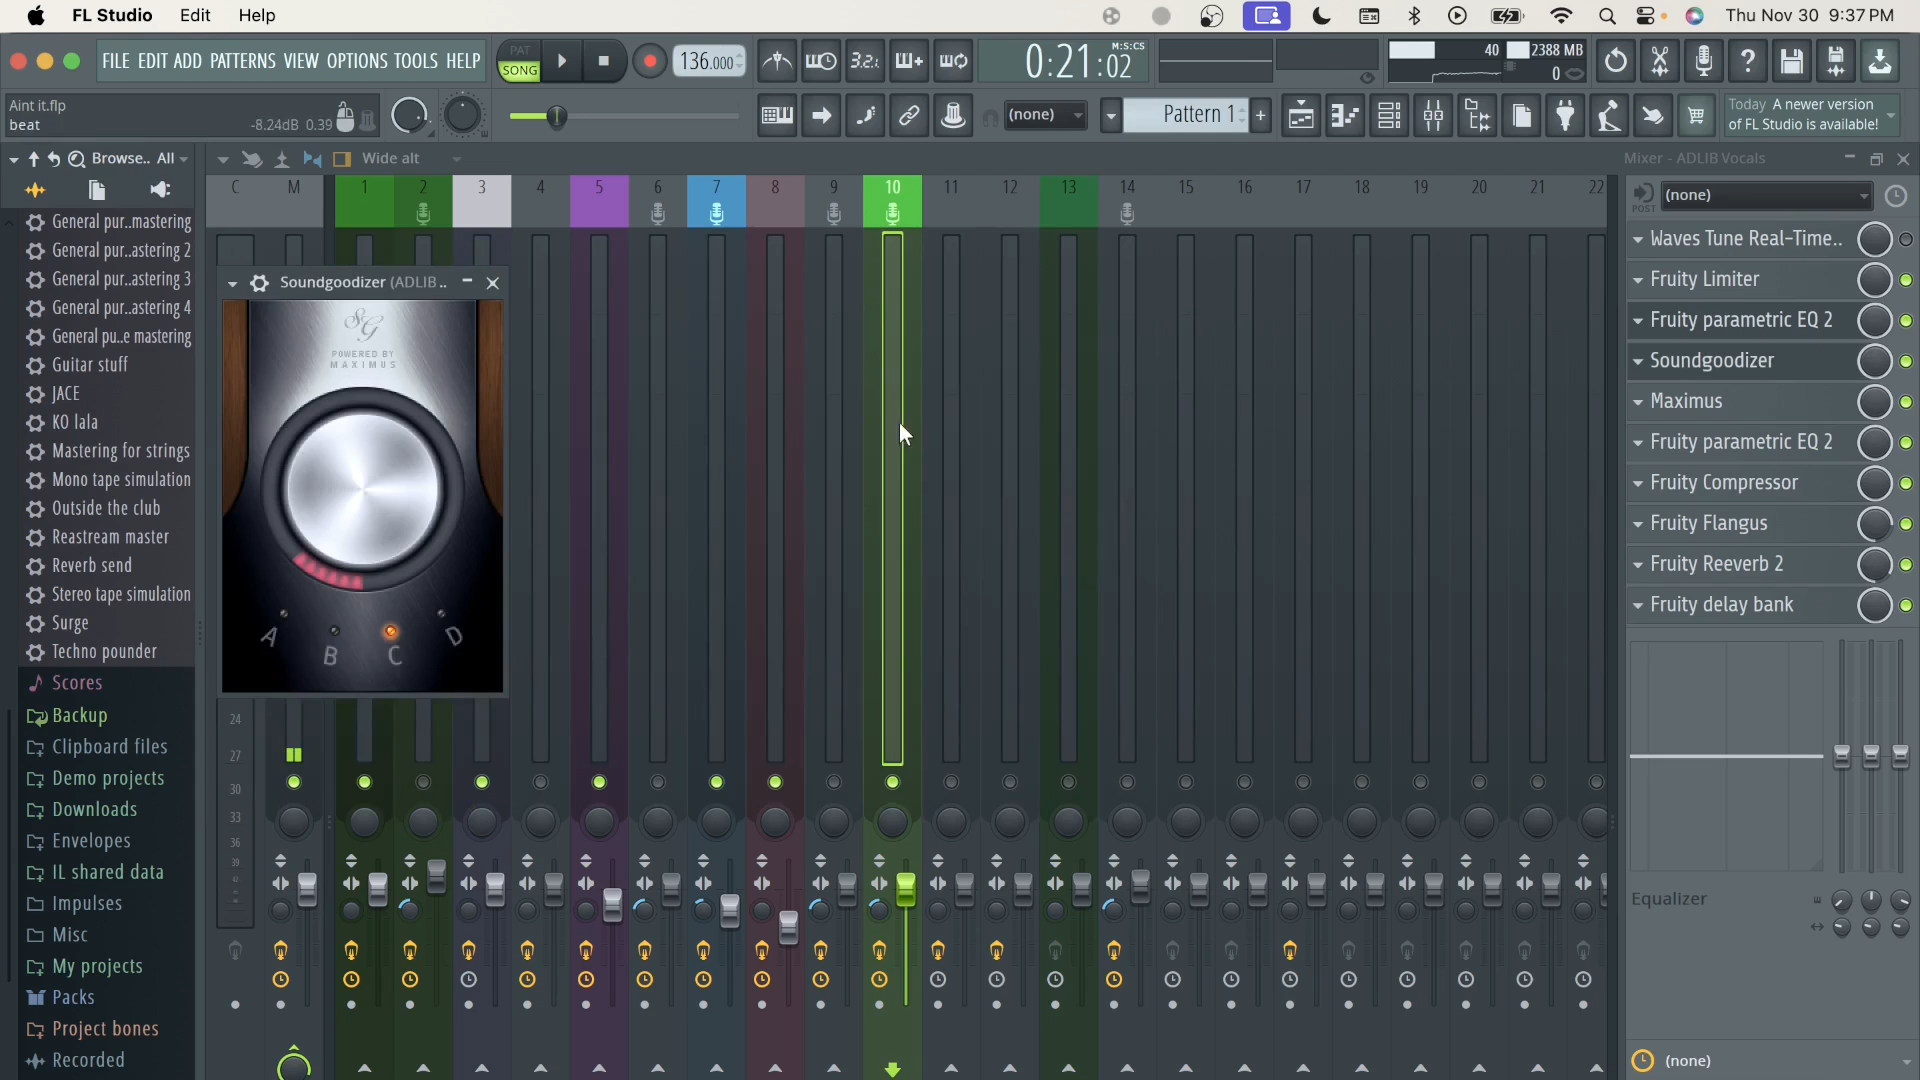 FL Studio Edit Help Thu Nov 30 9:37 PM
FILE EDIT ADD PATTERNS VIEW OPTIONS TOOLS HELP
PAT
SONG
136.000
3.2.
M:S:CS
0:21:02
40
2388 MB
0
Aint it.flp
beat
-8.24dB 0.39
(none)
Pattern 1
Today A newer version
of FL Studio is available!
Browse.. All
Wide alt
Mixer - ADLIB Vocals
C M 1 2 3 4 5 6 7 8 9 10 11 12 13 14 15 16 17 18 19 20 21 22
General pur..mastering
General pur..astering 2
General pur..astering 3
General pur..astering 4
General pu..e mastering
Guitar stuff
JACE
KO lala
Mastering for strings
Mono tape simulation
Outside the club
Reastream master
Reverb send
Stereo tape simulation
Surge
Techno pounder
Scores
Backup
Clipboard files
Demo projects
Downloads
Envelopes
IL shared data
Impulses
Misc
My projects
Packs
Project bones
Recorded
Soundgoodizer (ADLIB ..
SG
POWERED BY
MAXIMUS
A B C D
24
27
30
33
36
39
POST
(none)
Waves Tune Real-Time..
Fruity Limiter
Fruity parametric EQ 2
Soundgoodizer
Maximus
Fruity parametric EQ 2
Fruity Compressor
Fruity Flangus
Fruity Reeverb 2
Fruity delay bank
Equalizer
(none)